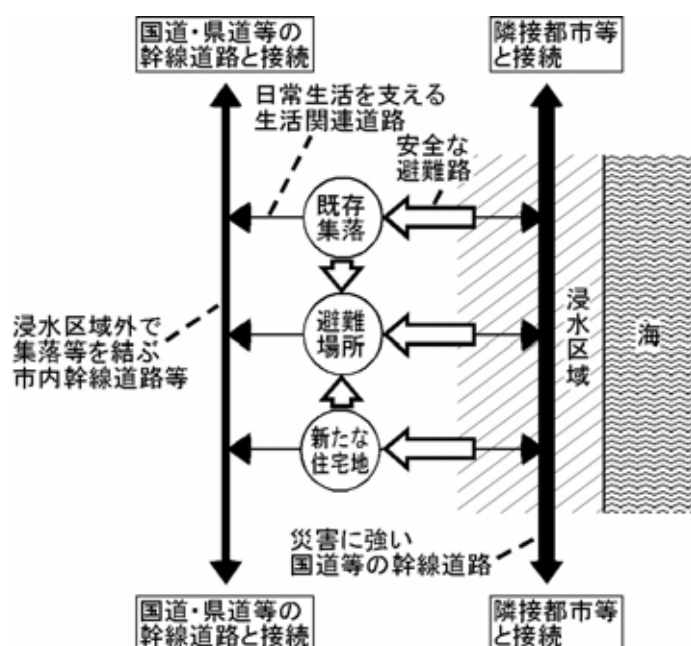 国道・県道等の
幹線道路と接続
隣接都市等
と接続
日常生活を支える
生活関連道路
安全な
避難路
既存
集落
浸水区域外で
集落等を結ぶ
市内幹線道路等
避難
場所
浸水区域
海
新たな
住宅地
災害に強い
国道等の幹線道路
国道・県道等の
幹線道路と接続
隣接都市等
と接続